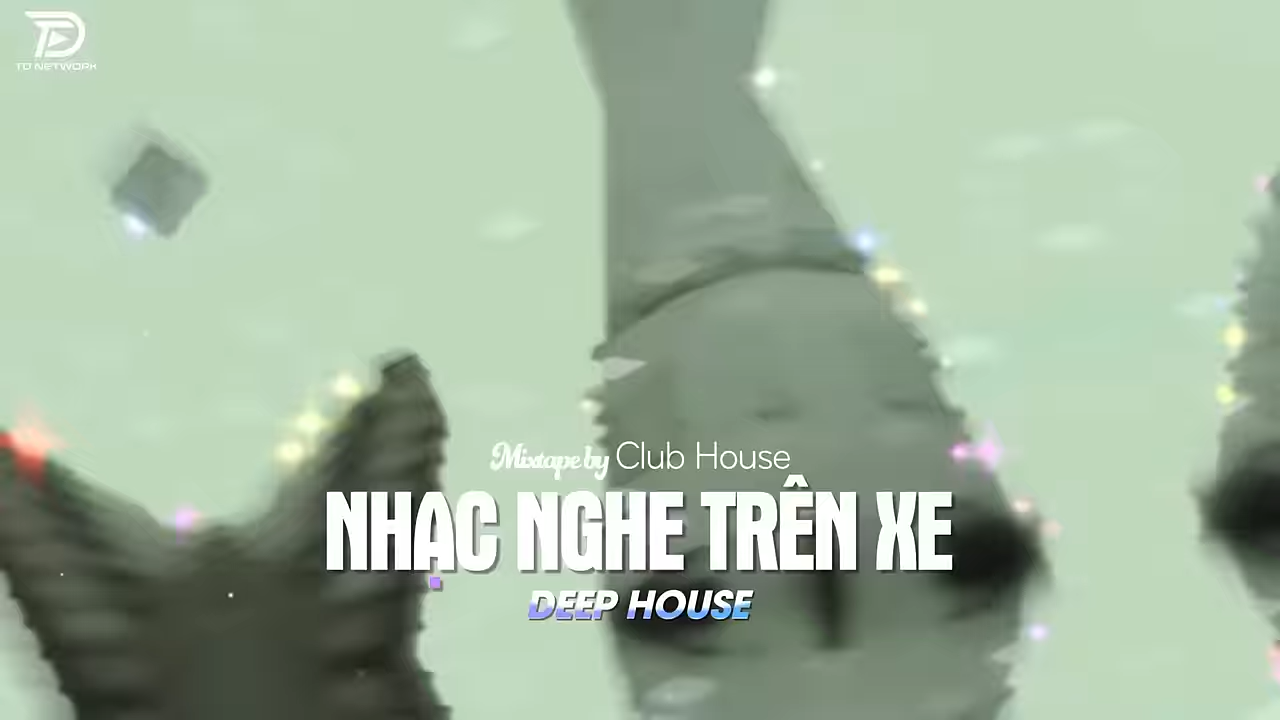 TD NETWORK
Mixtape by Club House
NHẠC NGHE TRÊN XE
DEEP HOUSE